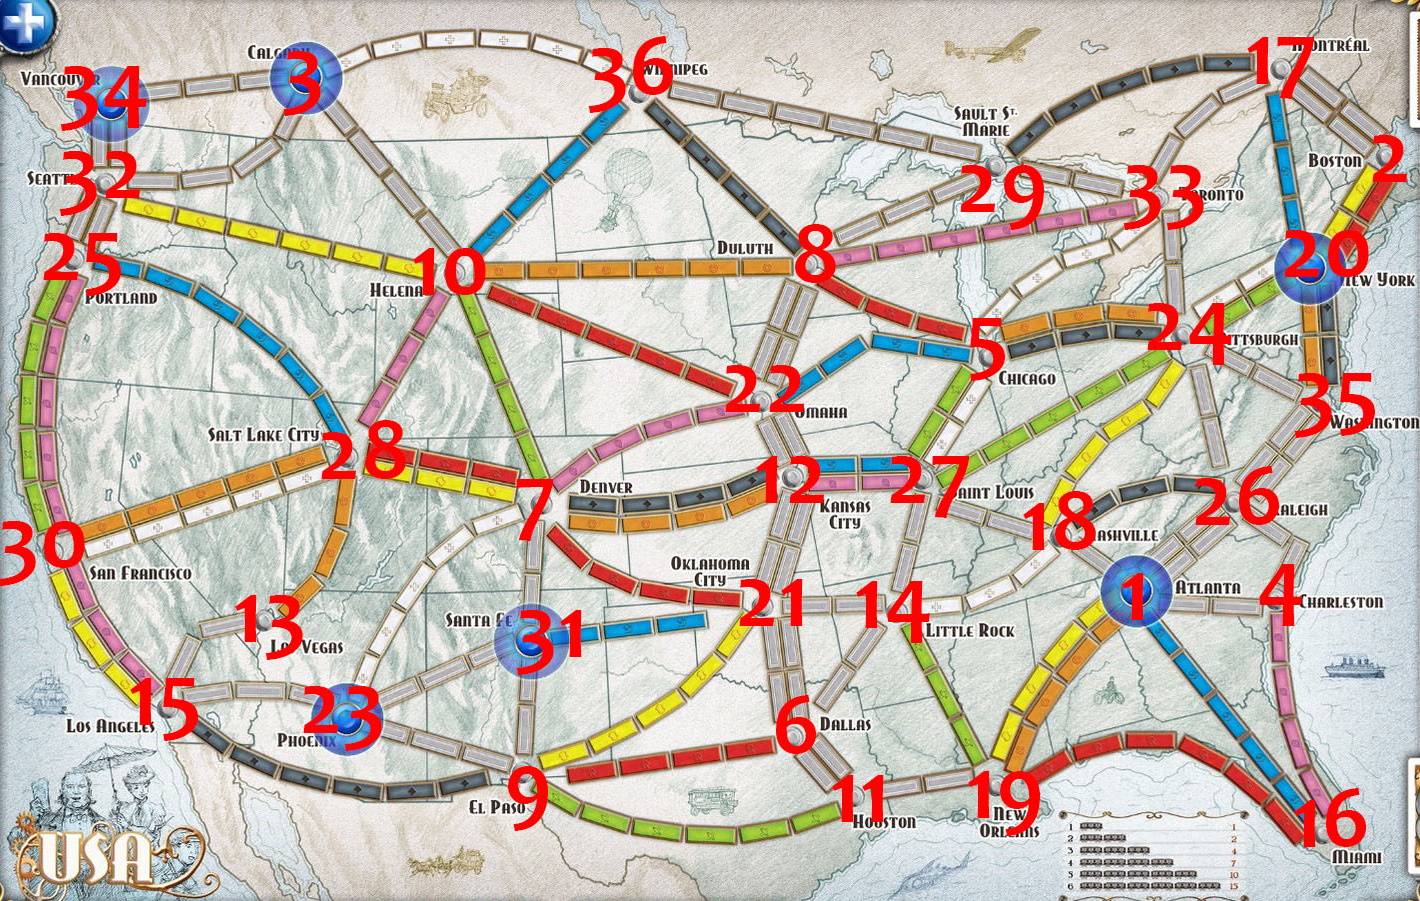 CALGARY
3
36
WINNIPEG
17
MONTRÉAL
VANCOUVER
34
SAULT ST.
MARIE
29
BOSTON
2
SEATTLE
32
33
TORONTO
25
PORTLAND
10
HELENA
DULUTH
8
20
NEW YORK
5
CHICAGO
24
PITTSBURGH
22
OMAHA
35
WASHINGTON
SALT LAKE CITY
28
7
DENVER
12
KANSAS
CITY
27
SAINT LOUIS
18
NASHVILLE
26
RALEIGH
30
SAN FRANCISCO
OKLAHOMA
CITY
21
14
LITTLE ROCK
1
ATLANTA
4
CHARLESTON
13
LAS VEGAS
SANTA FE
31
15
LOS ANGELES
23
PHOENIX
6
DALLAS
9
EL PASO
11
HOUSTON
19
NEW
ORLEANS
16
MIAMI
USA
1 1
2 2
3 4
4 7
5 10
6 15